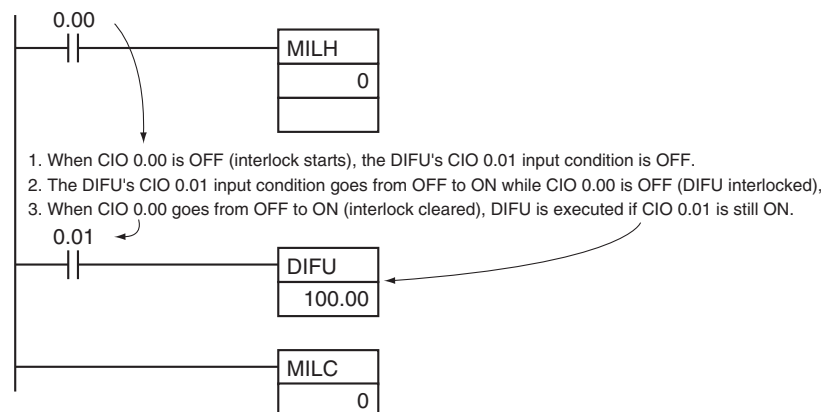 0.00
MILH
0
1. When CIO 0.00 is OFF (interlock starts), the DIFU's CIO 0.01 input condition is OFF.
2. The DIFU's CIO 0.01 input condition goes from OFF to ON while CIO 0.00 is OFF (DIFU interlocked),
3. When CIO 0.00 goes from OFF to ON (interlock cleared), DIFU is executed if CIO 0.01 is still ON.
0.01
DIFU
100.00
MILC
0